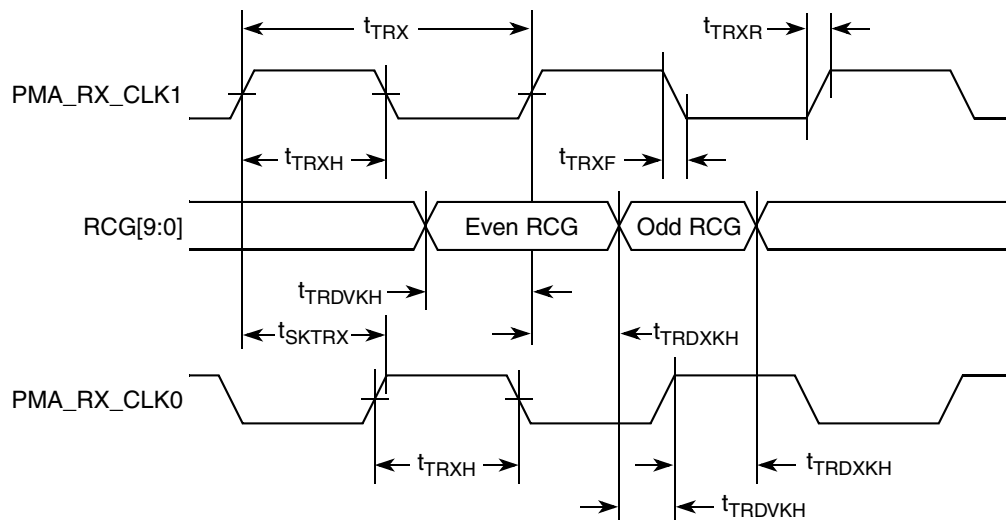 tTRX
tTRXR
PMA_RX_CLK1
tTRXH
tTRXF
RCG[9:0]
Even RCG
Odd RCG
tTRDVKH
tSKTRX
tTRDXKH
PMA_RX_CLK0
tTRXH
tTRDXKH
tTRDVKH